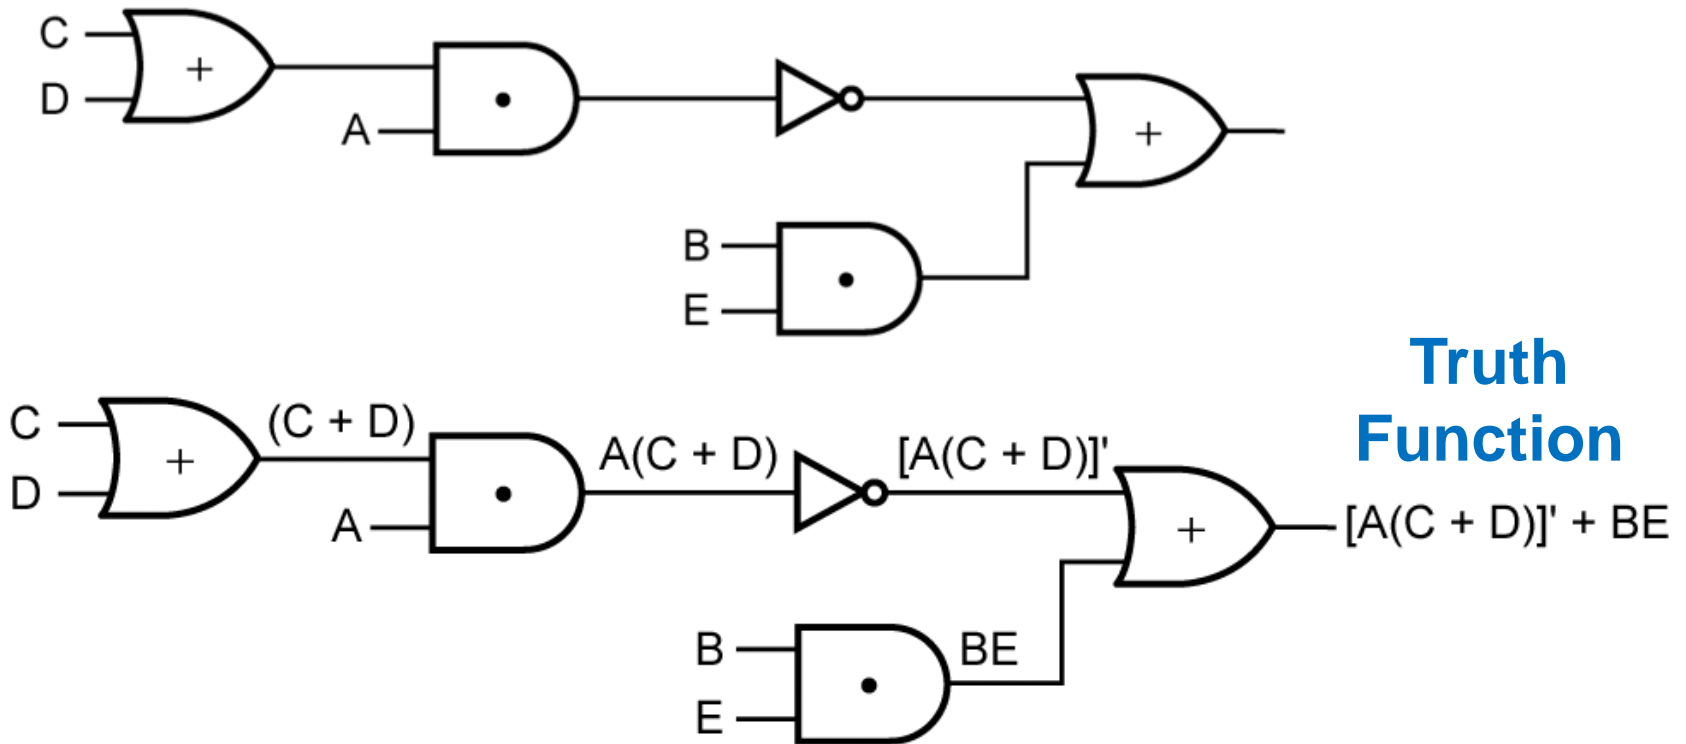 C
+
D
A
+
B
E
Truth
Function
C
(C + D)
+
D
A(C + D)
[A(C + D)]'
A
+
[A(C + D)]' + BE
B
BE
E